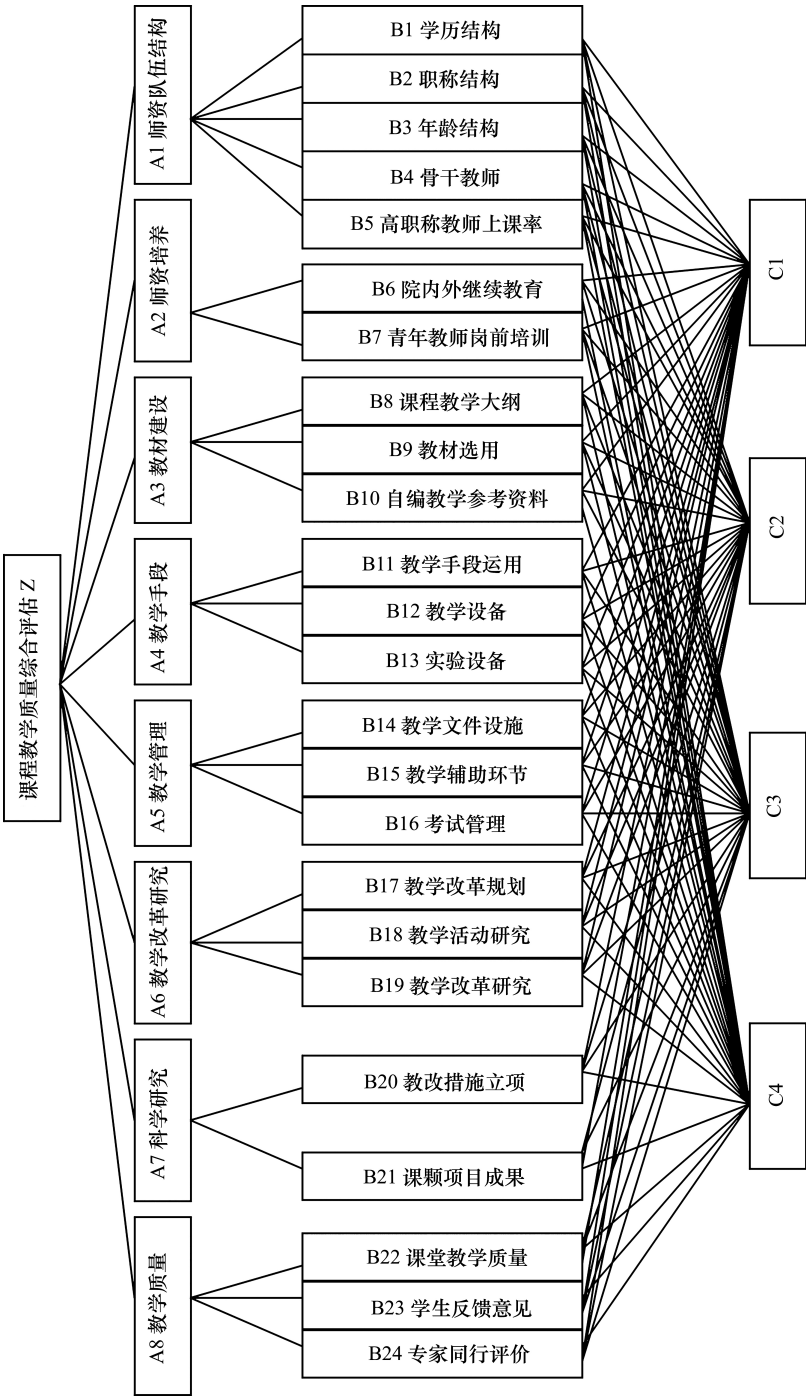 课程教学质量综合评估 Z
A1 师资队伍结构
A2 师资培养
A3 教材建设
A4 教学手段
A5 教学管理
A6 教学改革研究
A7 科学研究
A8 教学质量
B1 学历结构
B2 职称结构
B3 年龄结构
B4 骨干教师
B5 高职称教师上课率
B6 院内外继续教育
B7 青年教师岗前培训
B8 课程教学大纲
B9 教材选用
B10 自编教学参考资料
B11 教学手段运用
B12 教学设备
B13 实验设备
B14 教学文件设施
B15 教学辅助环节
B16 考试管理
B17 教学改革规划
B18 教学活动研究
B19 教学改革研究
B20 教改措施立项
B21 课颗项目成果
B22 课堂教学质量
B23 学生反馈意见
B24 专家同行评价
C1
C2
C3
C4